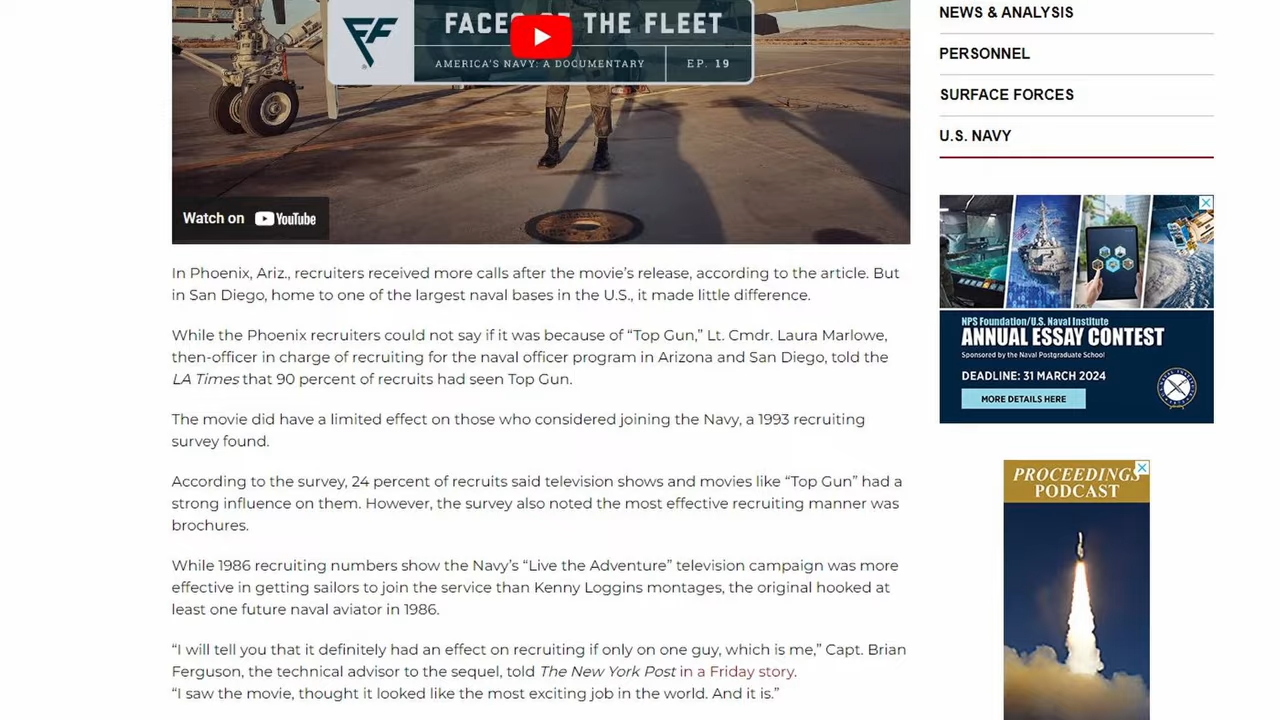 FACES OF THE FLEET
AMERICA'S NAVY: A DOCUMENTARY
EP. 19
Watch on YouTube
In Phoenix, Ariz., recruiters received more calls after the movie’s release, according to the article. But
in San Diego, home to one of the largest naval bases in the U.S., it made little difference.
While the Phoenix recruiters could not say if it was because of “Top Gun,” Lt. Cmdr. Laura Marlowe,
then-officer in charge of recruiting for the naval officer program in Arizona and San Diego, told the
LA Times that 90 percent of recruits had seen Top Gun.
The movie did have a limited effect on those who considered joining the Navy, a 1993 recruiting
survey found.
According to the survey, 24 percent of recruits said television shows and movies like “Top Gun” had a
strong influence on them. However, the survey also noted the most effective recruiting manner was
brochures.
While 1986 recruiting numbers show the Navy’s “Live the Adventure” television campaign was more
effective in getting sailors to join the service than Kenny Loggins montages, the original hooked at
least one future naval aviator in 1986.
“I will tell you that it definitely had an effect on recruiting if only on one guy, which is me,” Capt. Brian
Ferguson, the technical advisor to the sequel, told The New York Post in a Friday story.
“I saw the movie, thought it looked like the most exciting job in the world. And it is.”
NEWS & ANALYSIS
PERSONNEL
SURFACE FORCES
U.S. NAVY
NPS Foundation/U.S. Naval Institute
ANNUAL ESSAY CONTEST
Sponsored by the Naval Postgraduate School
DEADLINE: 31 MARCH 2024
MORE DETAILS HERE
PROCEEDINGS
PODCAST